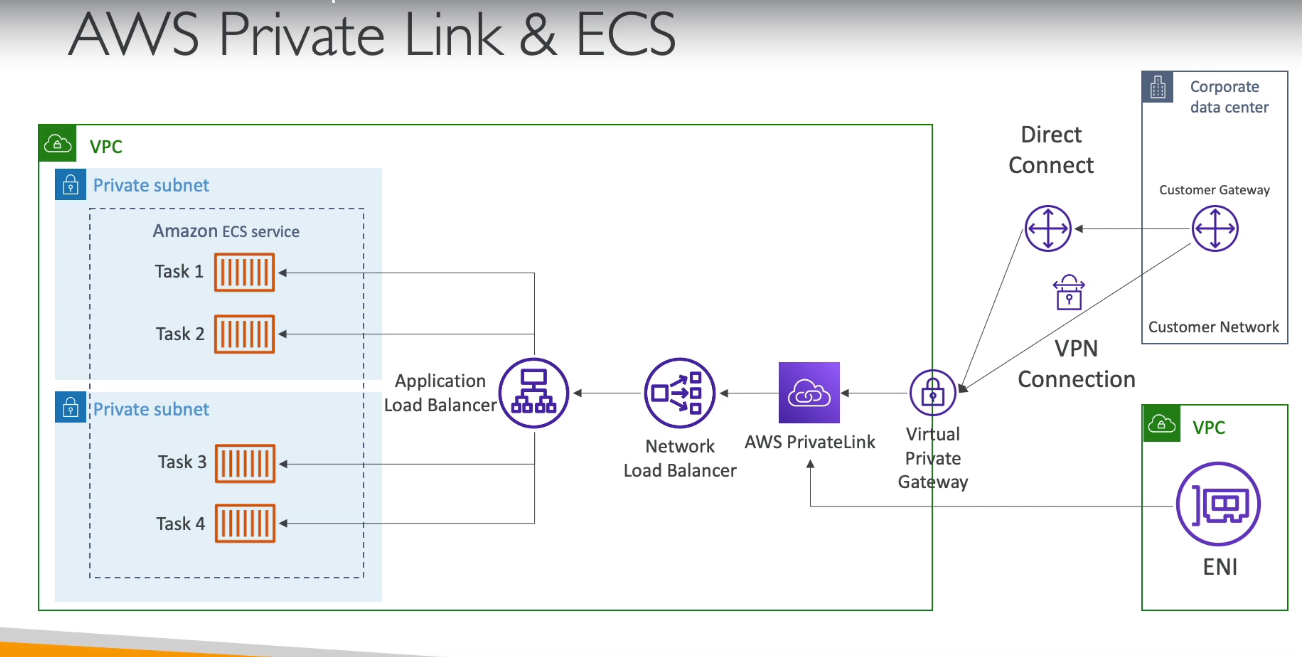 AWS Private Link & ECS
VPC
Private subnet
Amazon ECS service
Task 1
Task 2
Private subnet
Task 3
Task 4
Application
Load Balancer
Network
Load Balancer
AWS PrivateLink
Virtual
Private
Gateway
Direct
Connect
VPN
Connection
Corporate
data center
Customer Gateway
Customer Network
VPC
ENI